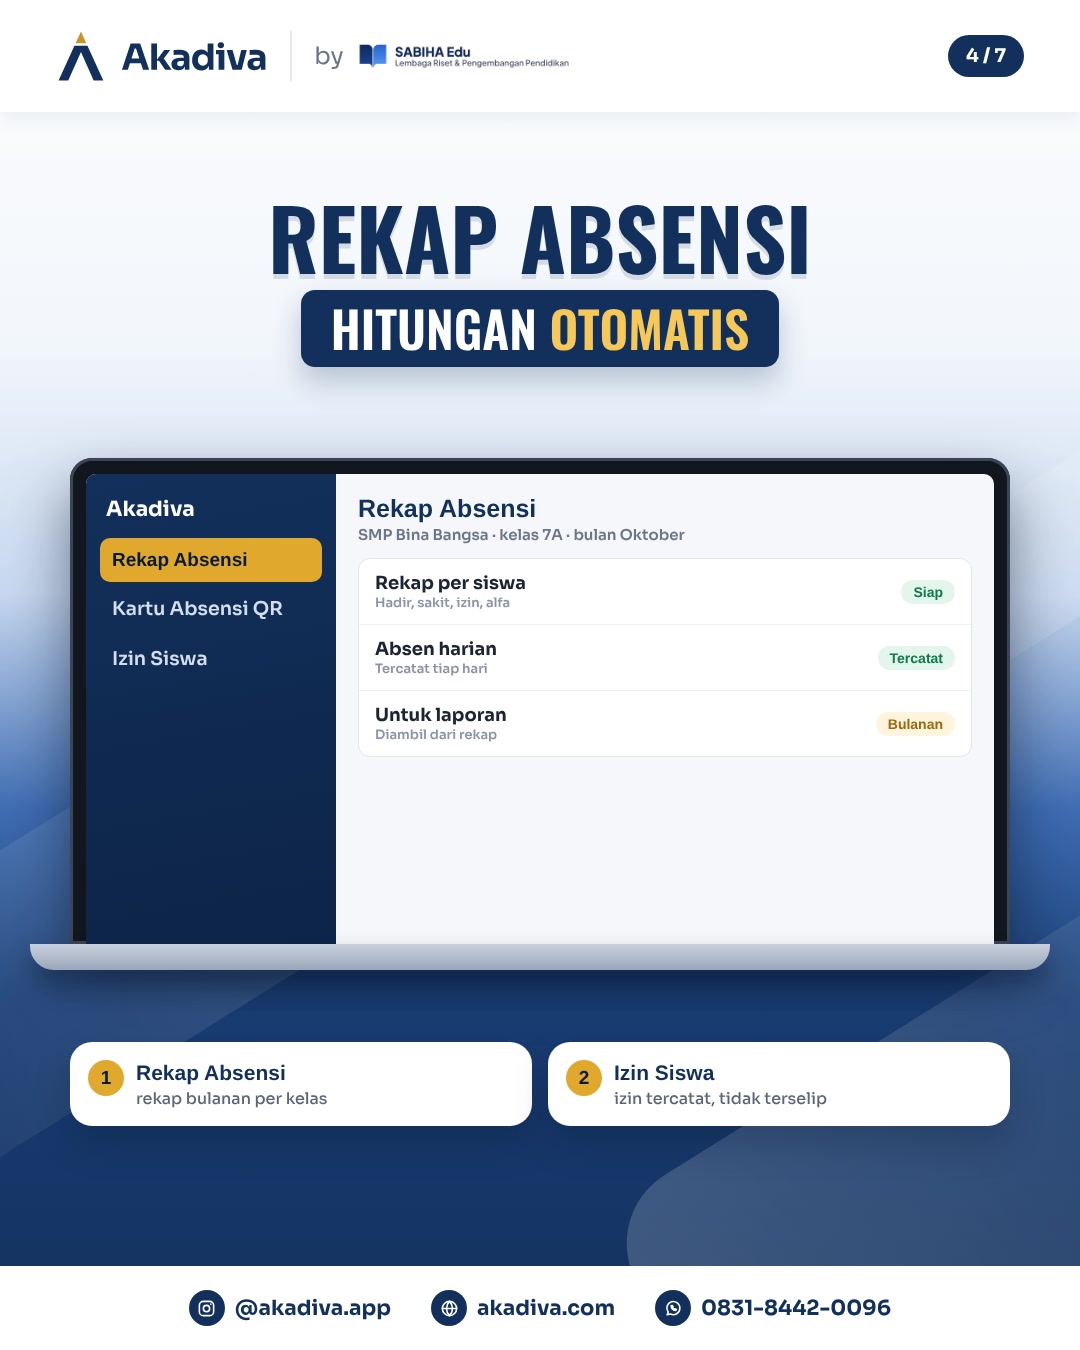 Akadiva
by
SABIHA Edu
Lembaga Riset & Pengembangan Pendidikan
4 / 7
REKAP ABSENSI
HITUNGAN OTOMATIS
Akadiva
Rekap Absensi
Kartu Absensi QR
Izin Siswa
Rekap Absensi
SMP Bina Bangsa · kelas 7A · bulan Oktober
Rekap per siswa
Hadir, sakit, izin, alfa
Siap
Absen harian
Tercatat tiap hari
Tercatat
Untuk laporan
Diambil dari rekap
Bulanan
1
Rekap Absensi
rekap bulanan per kelas
2
Izin Siswa
izin tercatat, tidak terselip
@akadiva.app
akadiva.com
0831-8442-0096